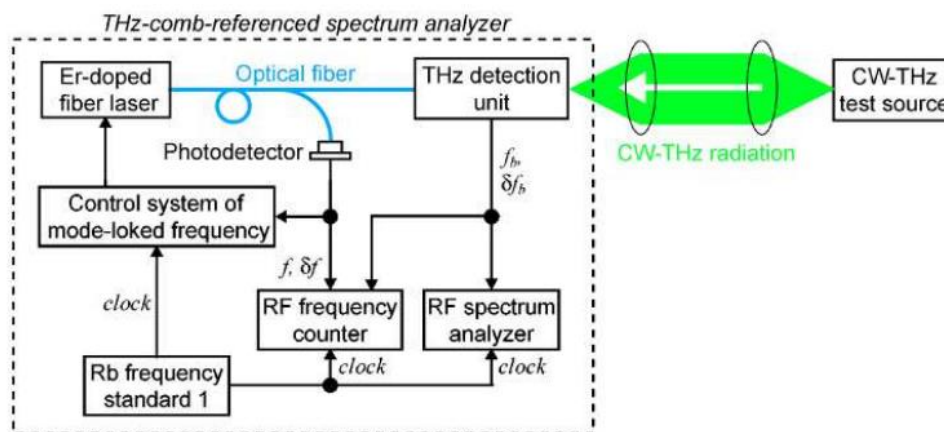 THz-comb-referenced spectrum analyzer
Er-doped
fiber laser
Optical fiber
THz detection
unit
CW-THz
test source
CW-THz radiation
Photodetector
f_b,
δf_b
Control system of
mode-loked frequency
f, δf
clock
RF frequency
counter
RF spectrum
analyzer
clock
clock
Rb frequency
standard 1